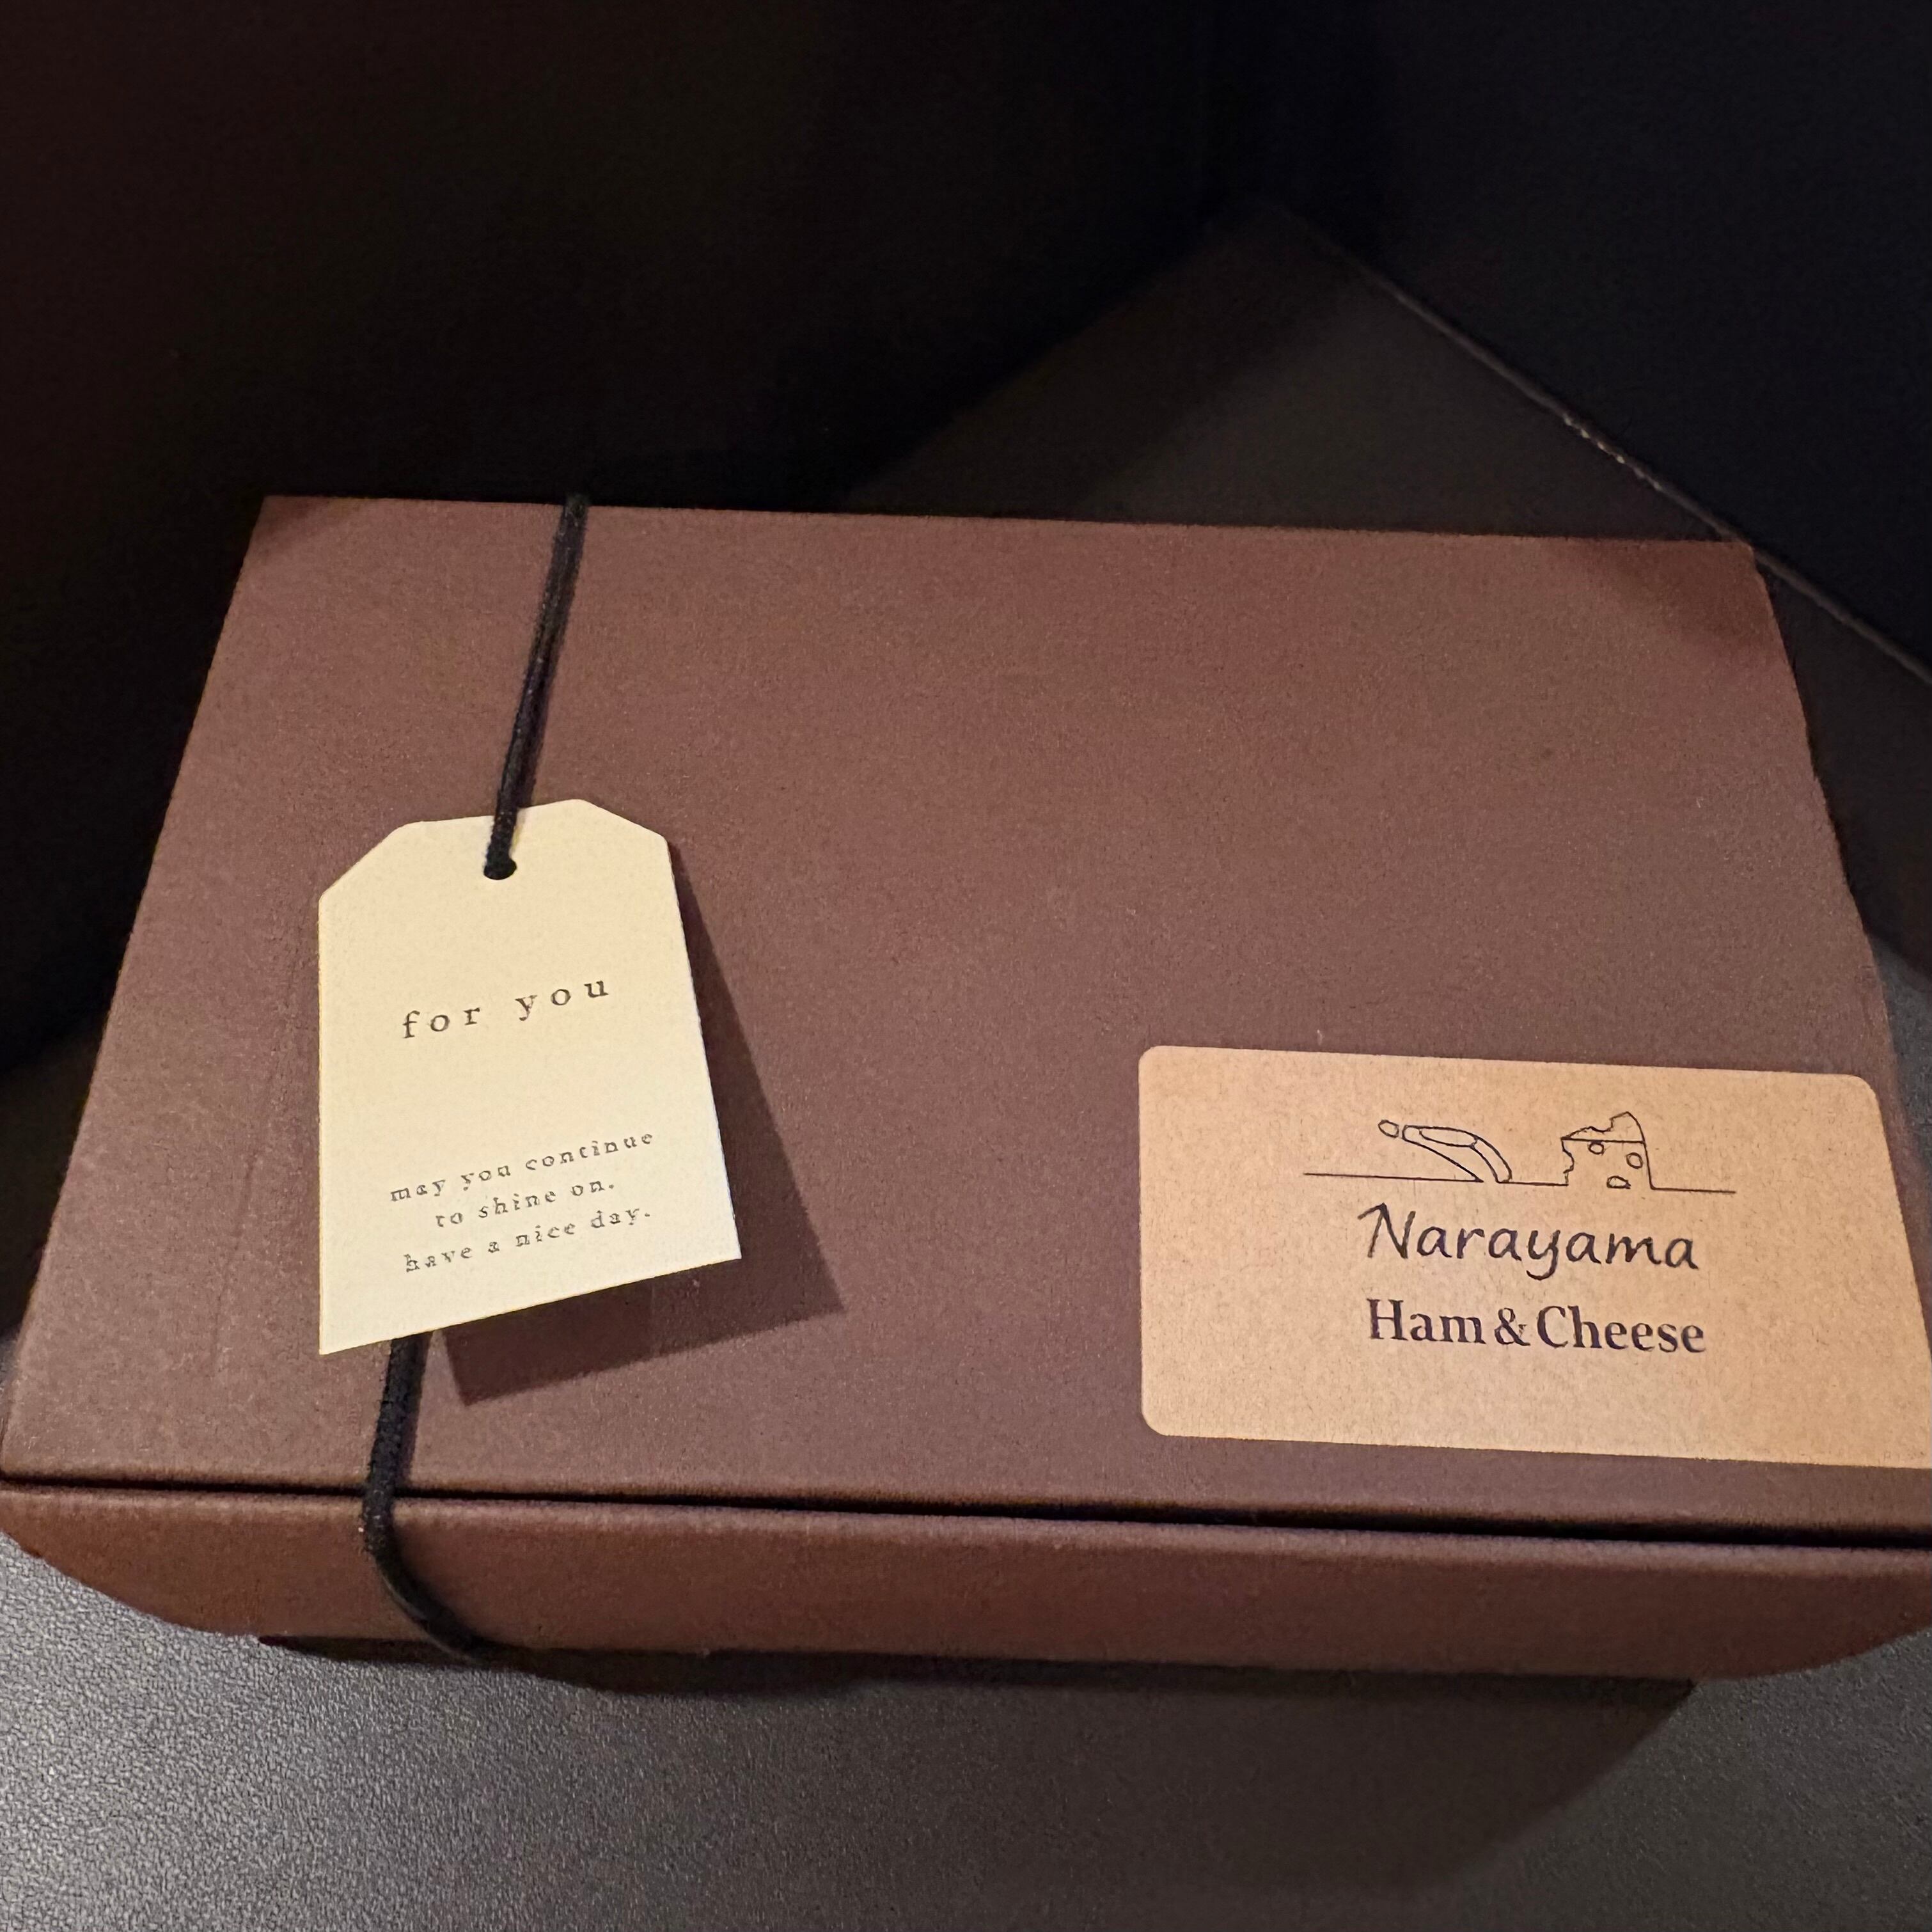 for you
may you continue
to shine on.
have a nice day.
Narayama
Ham & Cheese